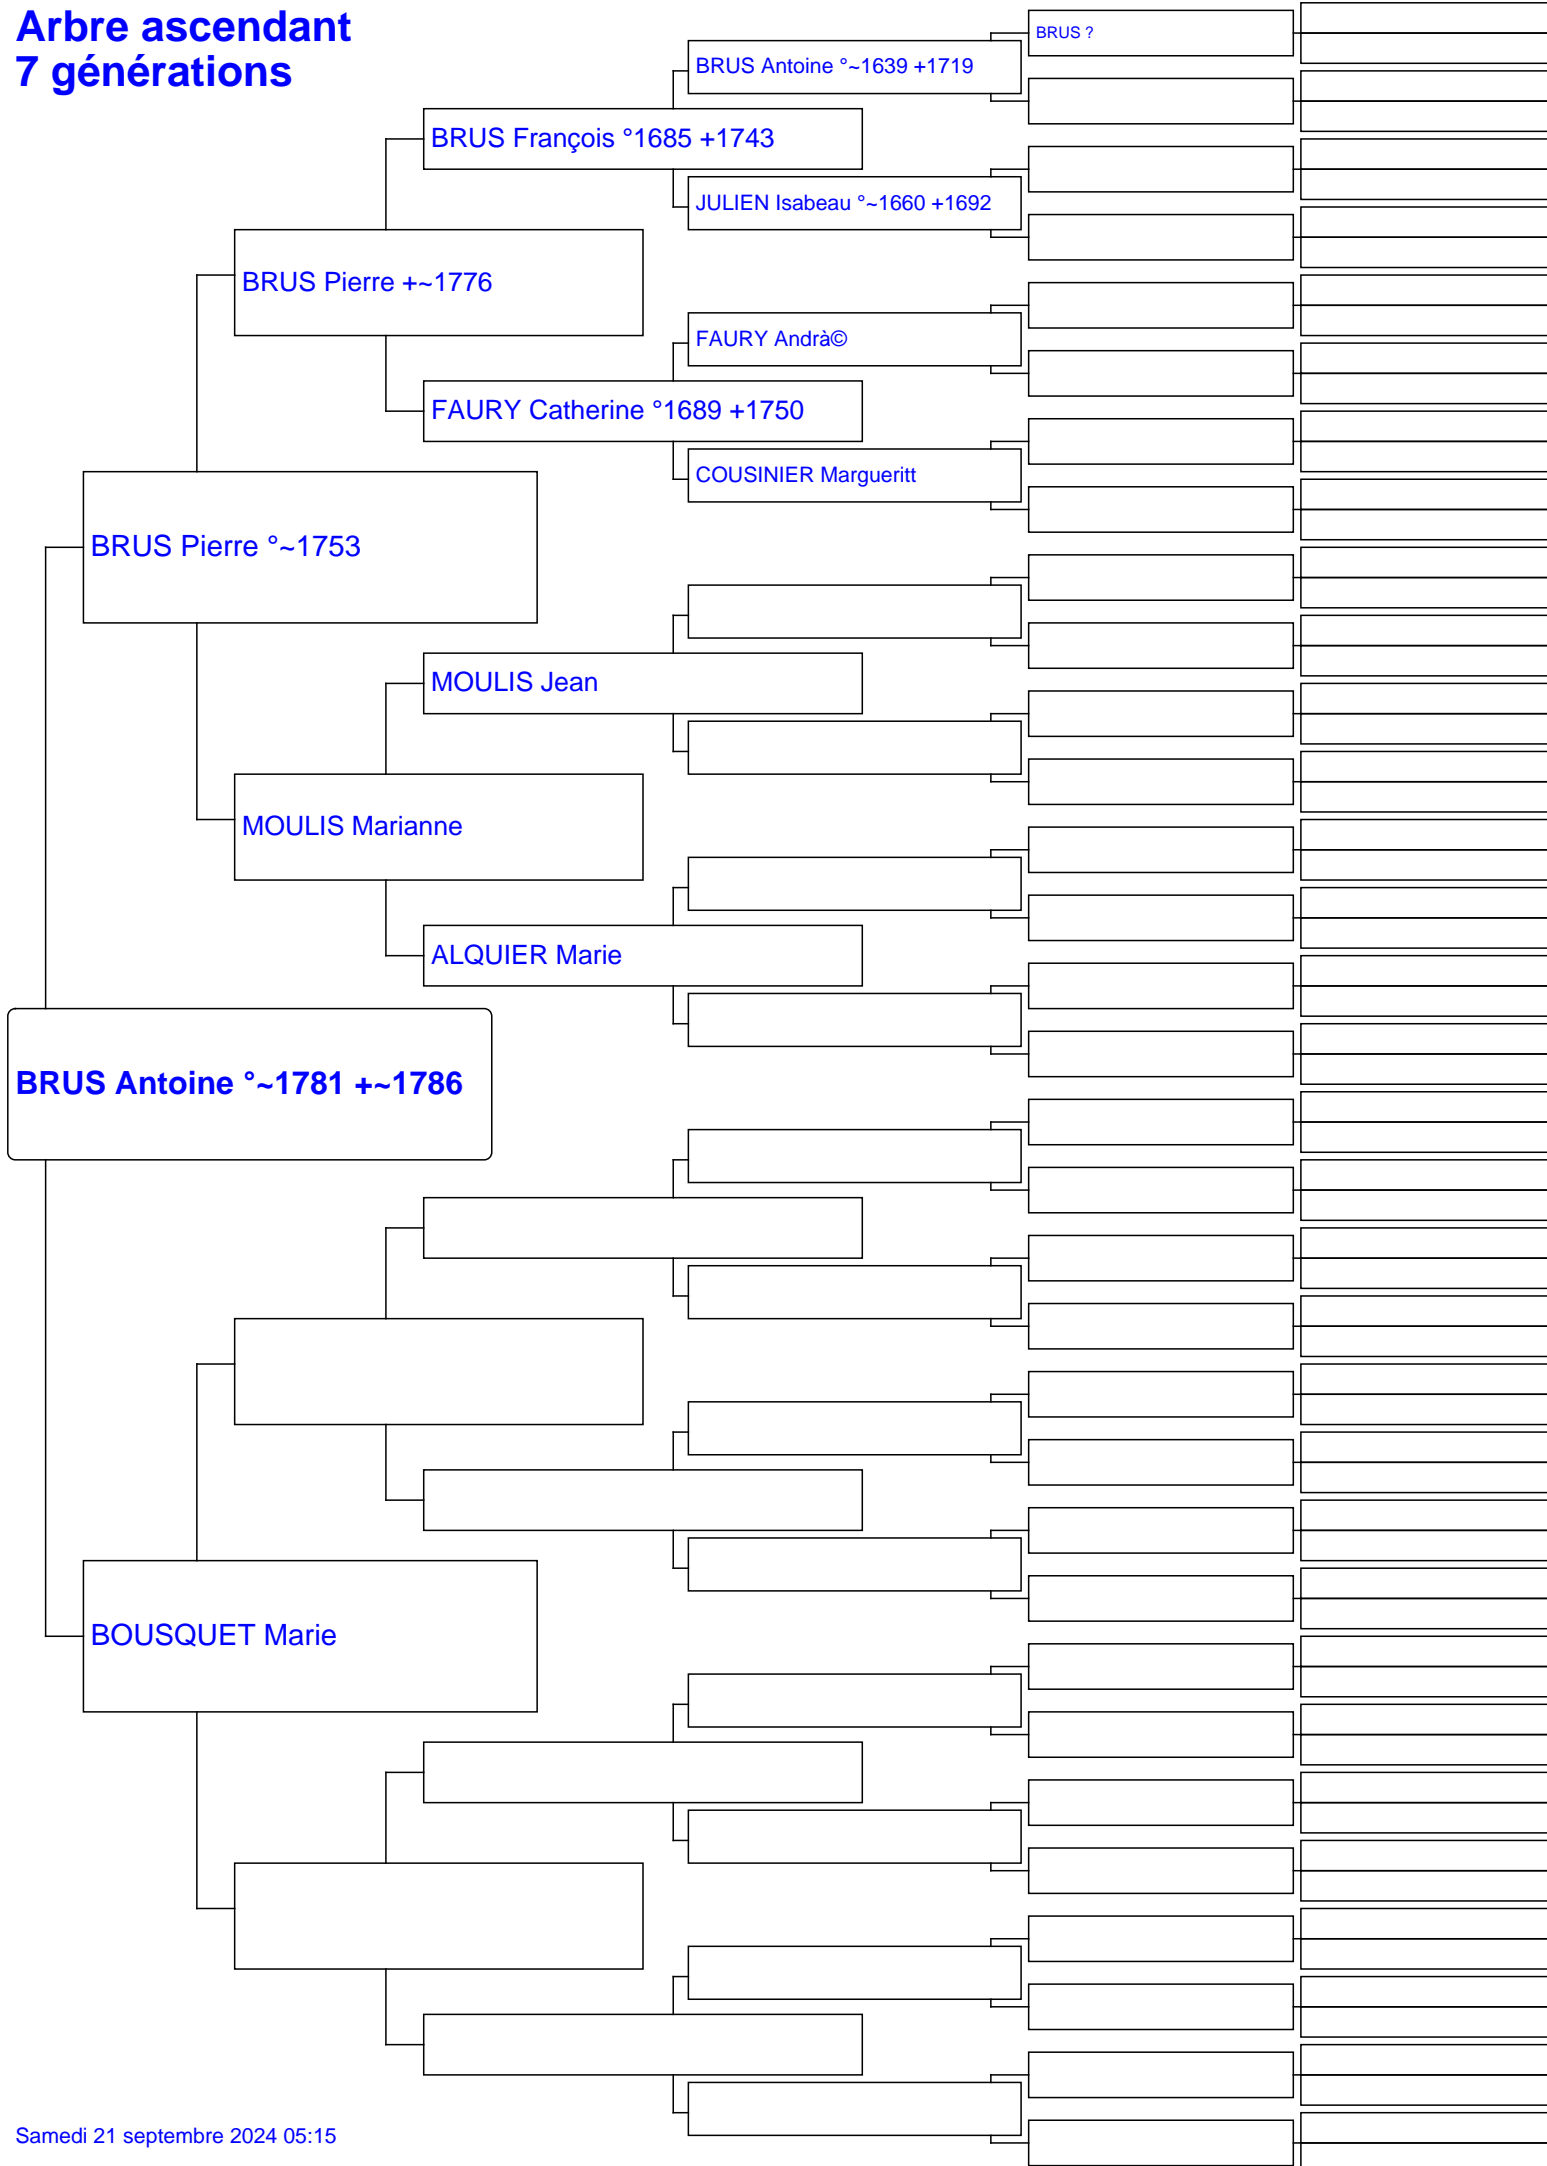 Arbre ascendant
7 générations
BRUS ?
BRUS Antoine °~1639 +1719
BRUS François °1685 +1743
JULIEN Isabeau °~1660 +1692
BRUS Pierre +~1776
FAURY Andrà©
FAURY Catherine °1689 +1750
COUSINIER Margueritt
BRUS Pierre °~1753
MOULIS Jean
MOULIS Marianne
ALQUIER Marie
BRUS Antoine °~1781 +~1786
BOUSQUET Marie
Samedi 21 septembre 2024 05:15